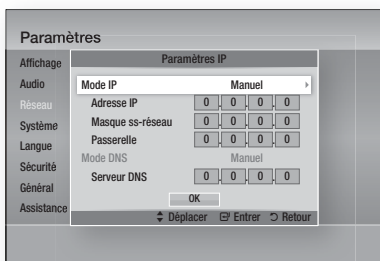 Paramètres
Affichage
Audio
Réseau
Système
Langue
Sécurité
Général
Assistance
Paramètres IP
Mode IP Manuel
Adresse IP 0 . 0 . 0 . 0
Masque ss-réseau 0 . 0 . 0 . 0
Passerelle 0 . 0 . 0 . 0
Mode DNS Manuel
Serveur DNS 0 . 0 . 0 . 0
OK
Déplacer Entrer Retour